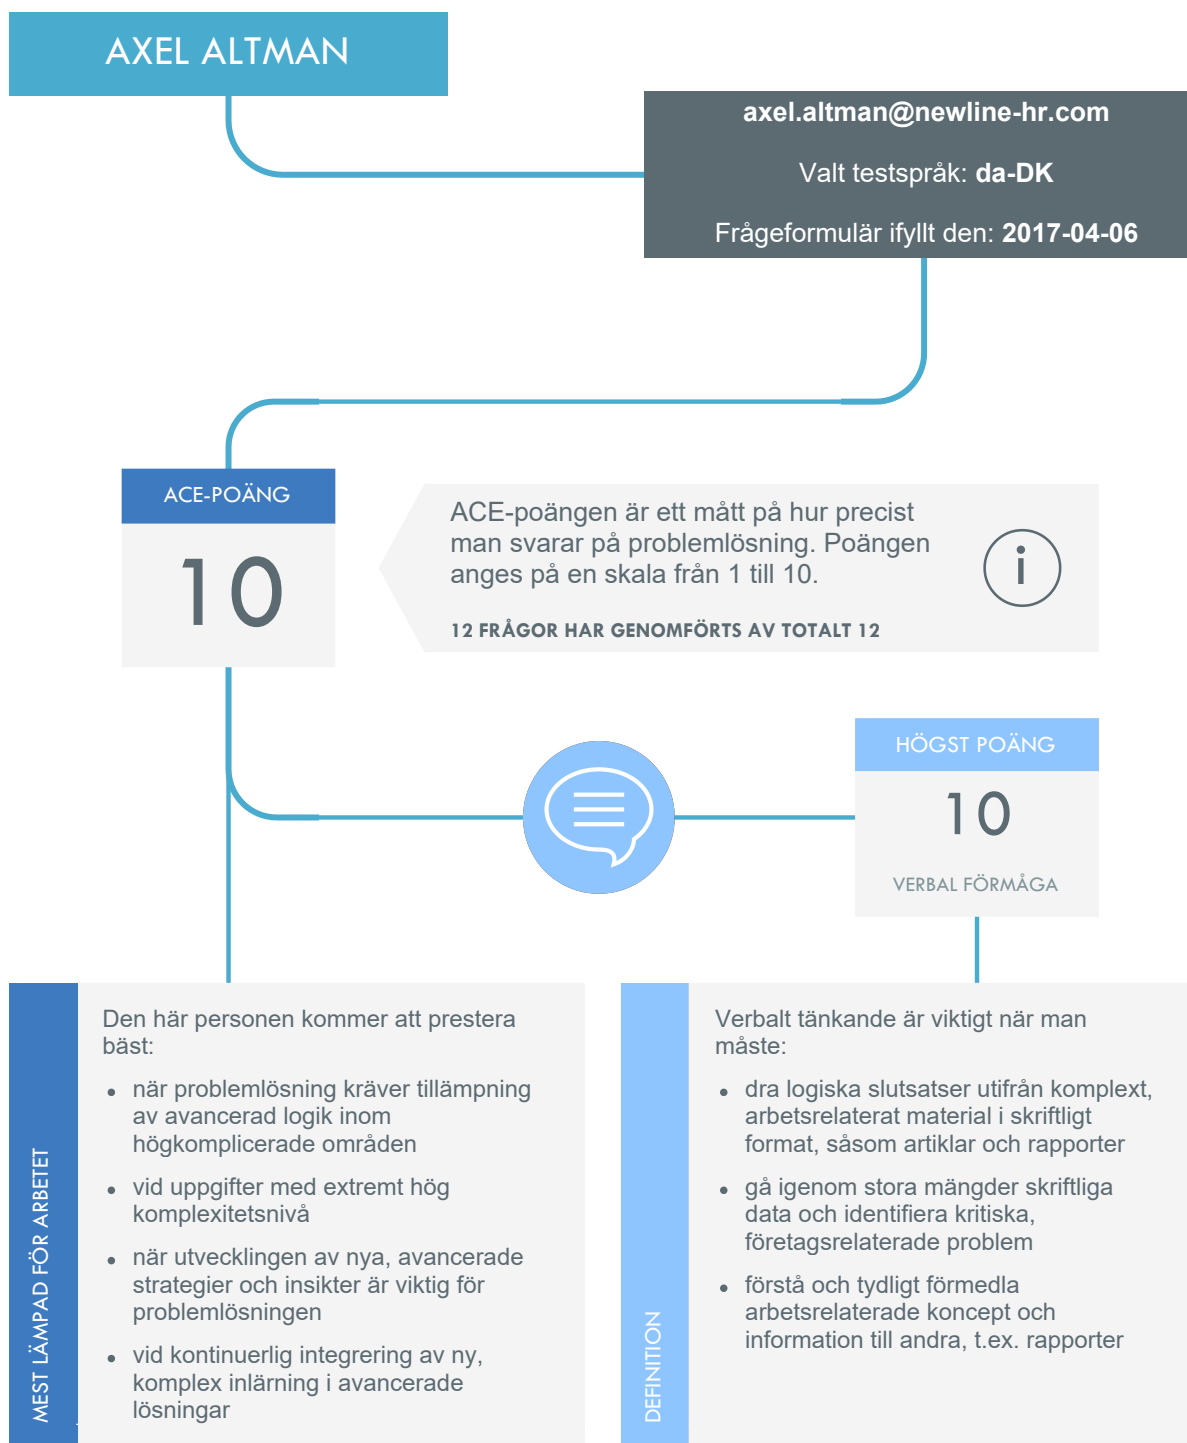 AXEL ALTMAN
axel.altman@newline-hr.com
Valt testspråk: da-DK
Frågeformulär ifyllt den: 2017-04-06
ACE-POÄNG
10
ACE-poängen är ett mått på hur precist
man svarar på problemlösning. Poängen
anges på en skala från 1 till 10.
i
12 FRÅGOR HAR GENOMFÖRTS AV TOTALT 12
HÖGST POÄNG
10
VERBAL FÖRMÅGA
MEST LÄMPAD FÖR ARBETET
Den här personen kommer att prestera
bäst:
• när problemlösning kräver tillämpning
av avancerad logik inom
högkomplicerade områden
• vid uppgifter med extremt hög
komplexitetsnivå
• när utvecklingen av nya, avancerade
strategier och insikter är viktig för
problemlösningen
• vid kontinuerlig integrering av ny,
komplex inlärning i avancerade
lösningar
DEFINITION
Verbalt tänkande är viktigt när man
måste:
• dra logiska slutsatser utifrån komplext,
arbetsrelaterat material i skriftligt
format, såsom artiklar och rapporter
• gå igenom stora mängder skriftliga
data och identifiera kritiska,
företagsrelaterade problem
• förstå och tydligt förmedla
arbetsrelaterade koncept och
information till andra, t.ex. rapporter